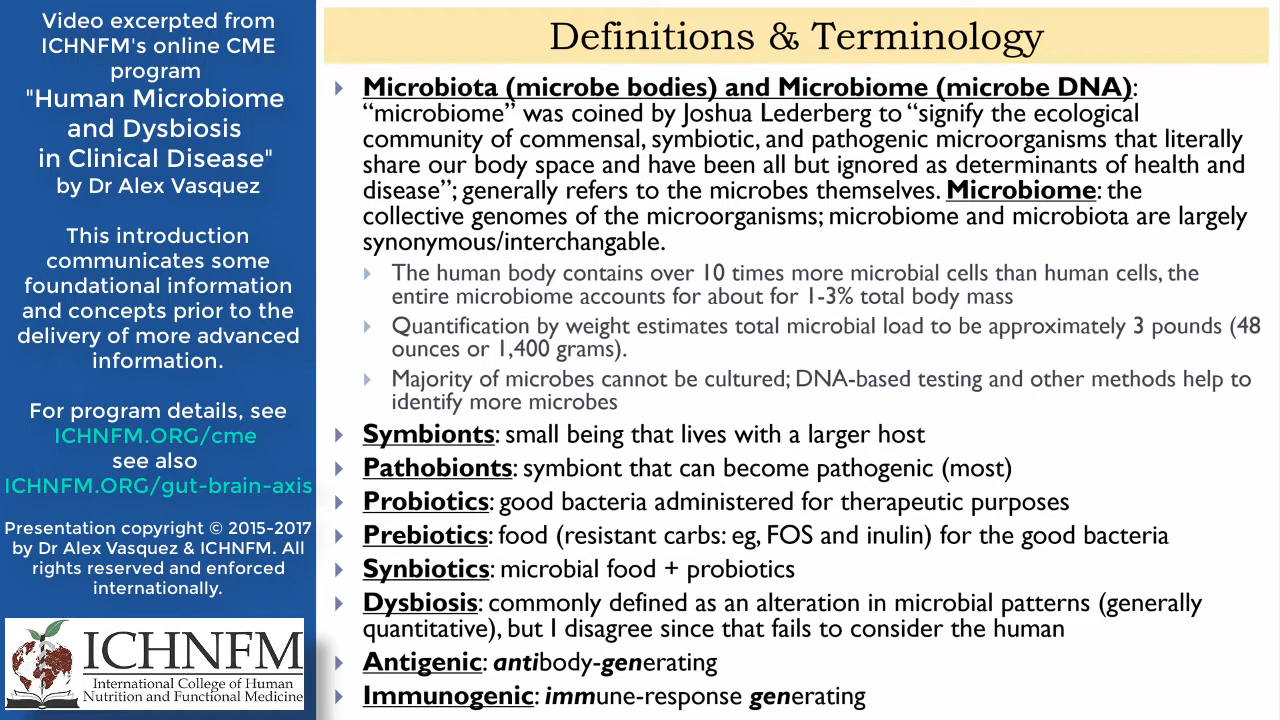 Video excerpted from
ICHNFM's online CME
program
"Human Microbiome
and Dysbiosis
in Clinical Disease"
by Dr Alex Vasquez
This introduction
communicates some
foundational information
and concepts prior to the
delivery of more advanced
information.
For program details, see
ICHNFM.ORG/cme
see also
ICHNFM.ORG/gut-brain-axis
Presentation copyright © 2015-2017
by Dr Alex Vasquez & ICHNFM. All
rights reserved and enforced
internationally.
ICHNFM
International College of Human
Nutrition and Functional Medicine
Definitions & Terminology
Microbiota (microbe bodies) and Microbiome (microbe DNA):
“microbiome” was coined by Joshua Lederberg to “signify the ecological
community of commensal, symbiotic, and pathogenic microorganisms that literally
share our body space and have been all but ignored as determinants of health and
disease”; generally refers to the microbes themselves. Microbiome: the
collective genomes of the microorganisms; microbiome and microbiota are largely
synonymous/interchangable.
The human body contains over 10 times more microbial cells than human cells, the
entire microbiome accounts for about for 1-3% total body mass
Quantification by weight estimates total microbial load to be approximately 3 pounds (48
ounces or 1,400 grams).
Majority of microbes cannot be cultured; DNA-based testing and other methods help to
identify more microbes
Symbionts: small being that lives with a larger host
Pathobionts: symbiont that can become pathogenic (most)
Probiotics: good bacteria administered for therapeutic purposes
Prebiotics: food (resistant carbs: eg, FOS and inulin) for the good bacteria
Synbiotics: microbial food + probiotics
Dysbiosis: commonly defined as an alteration in microbial patterns (generally
quantitative), but I disagree since that fails to consider the human
Antigenic: antibody-generating
Immunogenic: immune-response generating